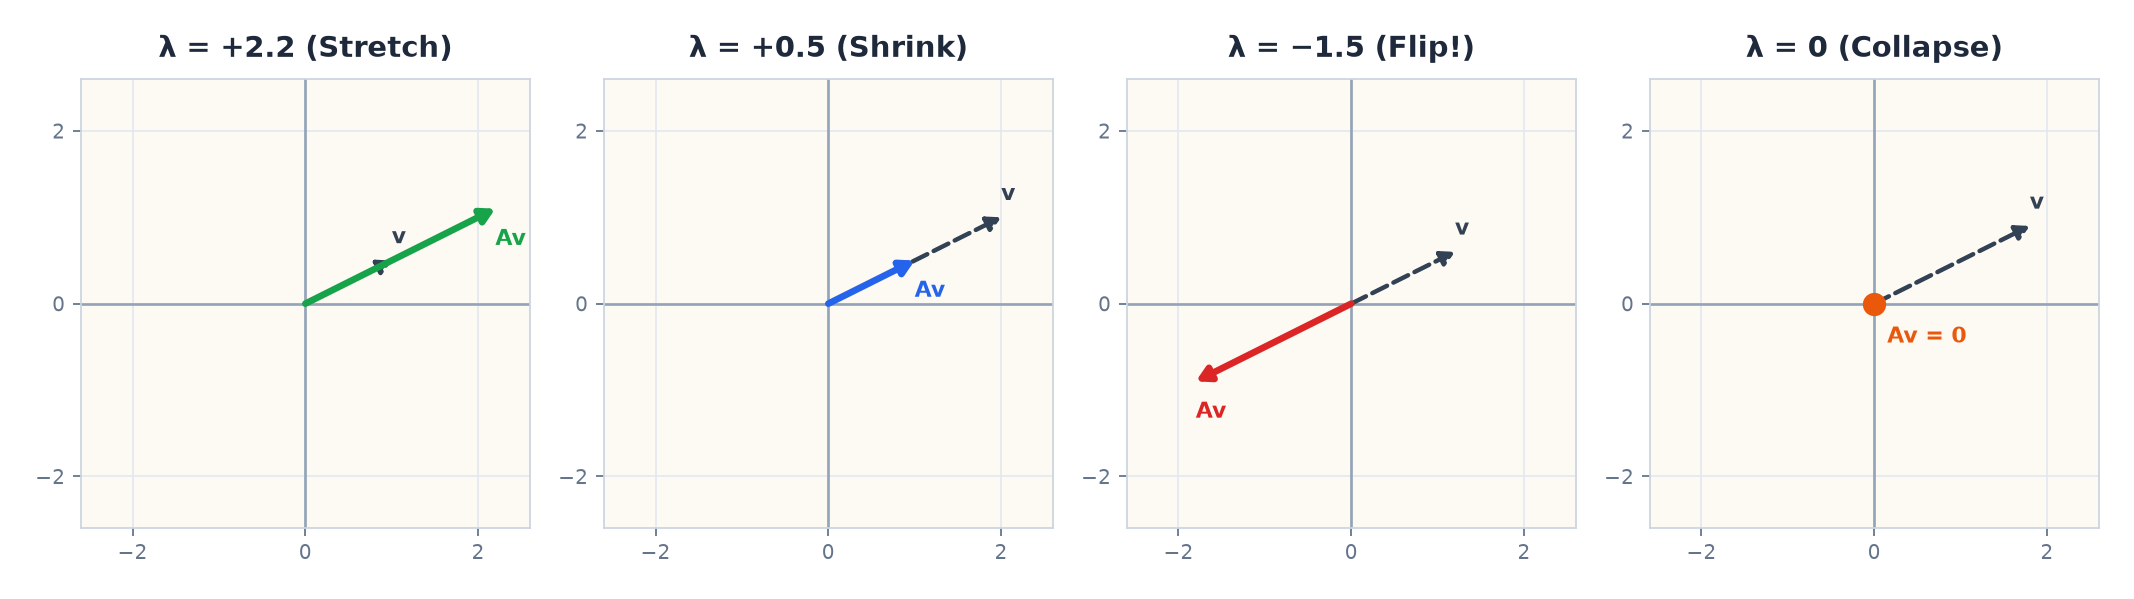 λ = +2.2 (Stretch)
2
0
−2
−2
0
2
v
Av
λ = +0.5 (Shrink)
2
0
−2
−2
0
2
v
Av
λ = −1.5 (Flip!)
2
0
−2
−2
0
2
v
Av
λ = 0 (Collapse)
2
0
−2
−2
0
2
v
Av = 0